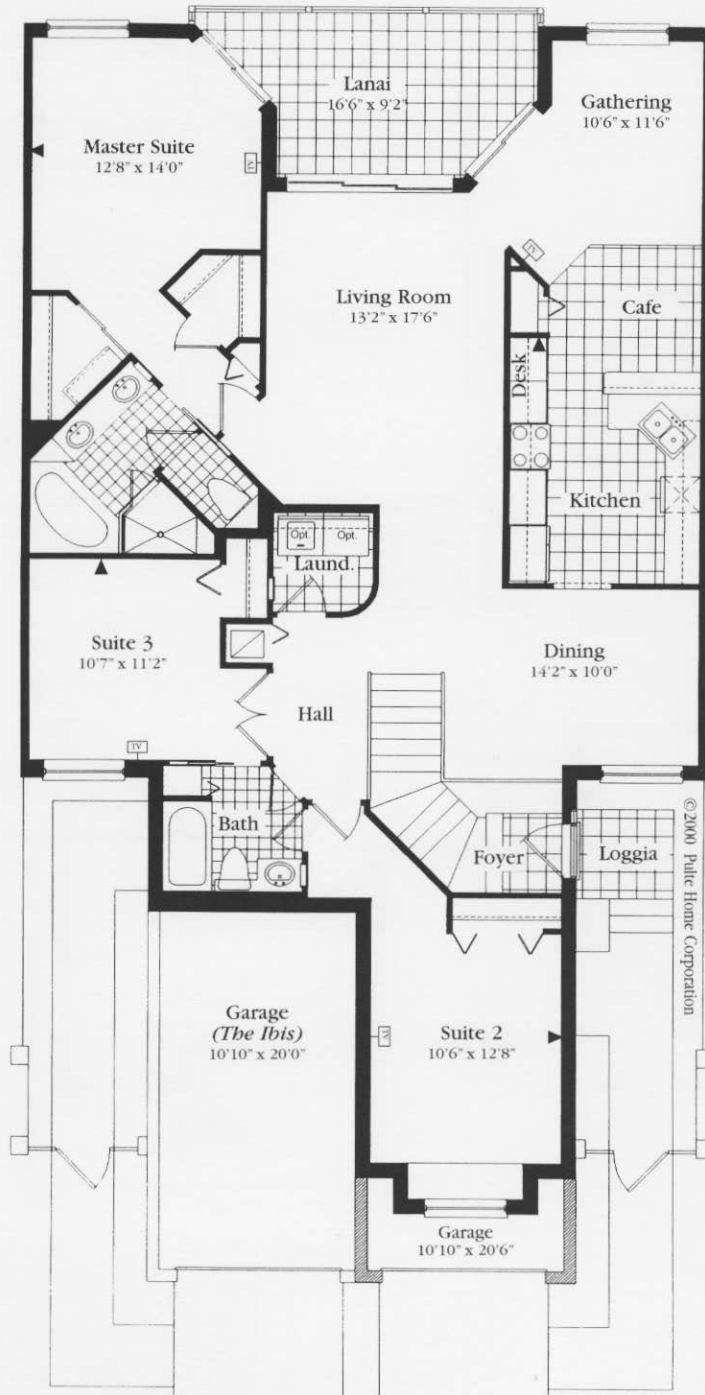 Lanai
16'6" x 9'2"
Gathering
10'6" x 11'6"
Master Suite
12'8" x 14'0"
TV
TV
Living Room
13'2" x 17'6"
Cafe
Desk
Kitchen
Opt.
Opt.
Laund.
Suite 3
10'7" x 11'2"
Dining
14'2" x 10'0"
Hall
TV
Bath
Foyer
Loggia
©2000 Pulte Home Corporation
Garage
(The Ibis)
10'10" x 20'0"
TV
Suite 2
10'6" x 12'8"
Garage
10'10" x 20'6"